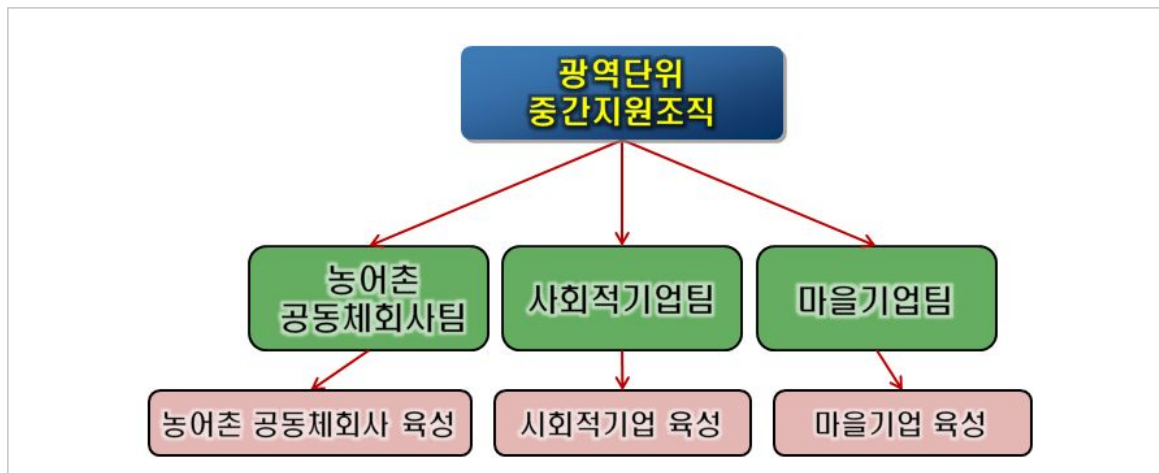 광역단위
중간지원조직
농어촌
공동체회사팀
사회적기업팀
마을기업팀
농어촌 공동체회사 육성
시회적기업 육성
마을기업 육성